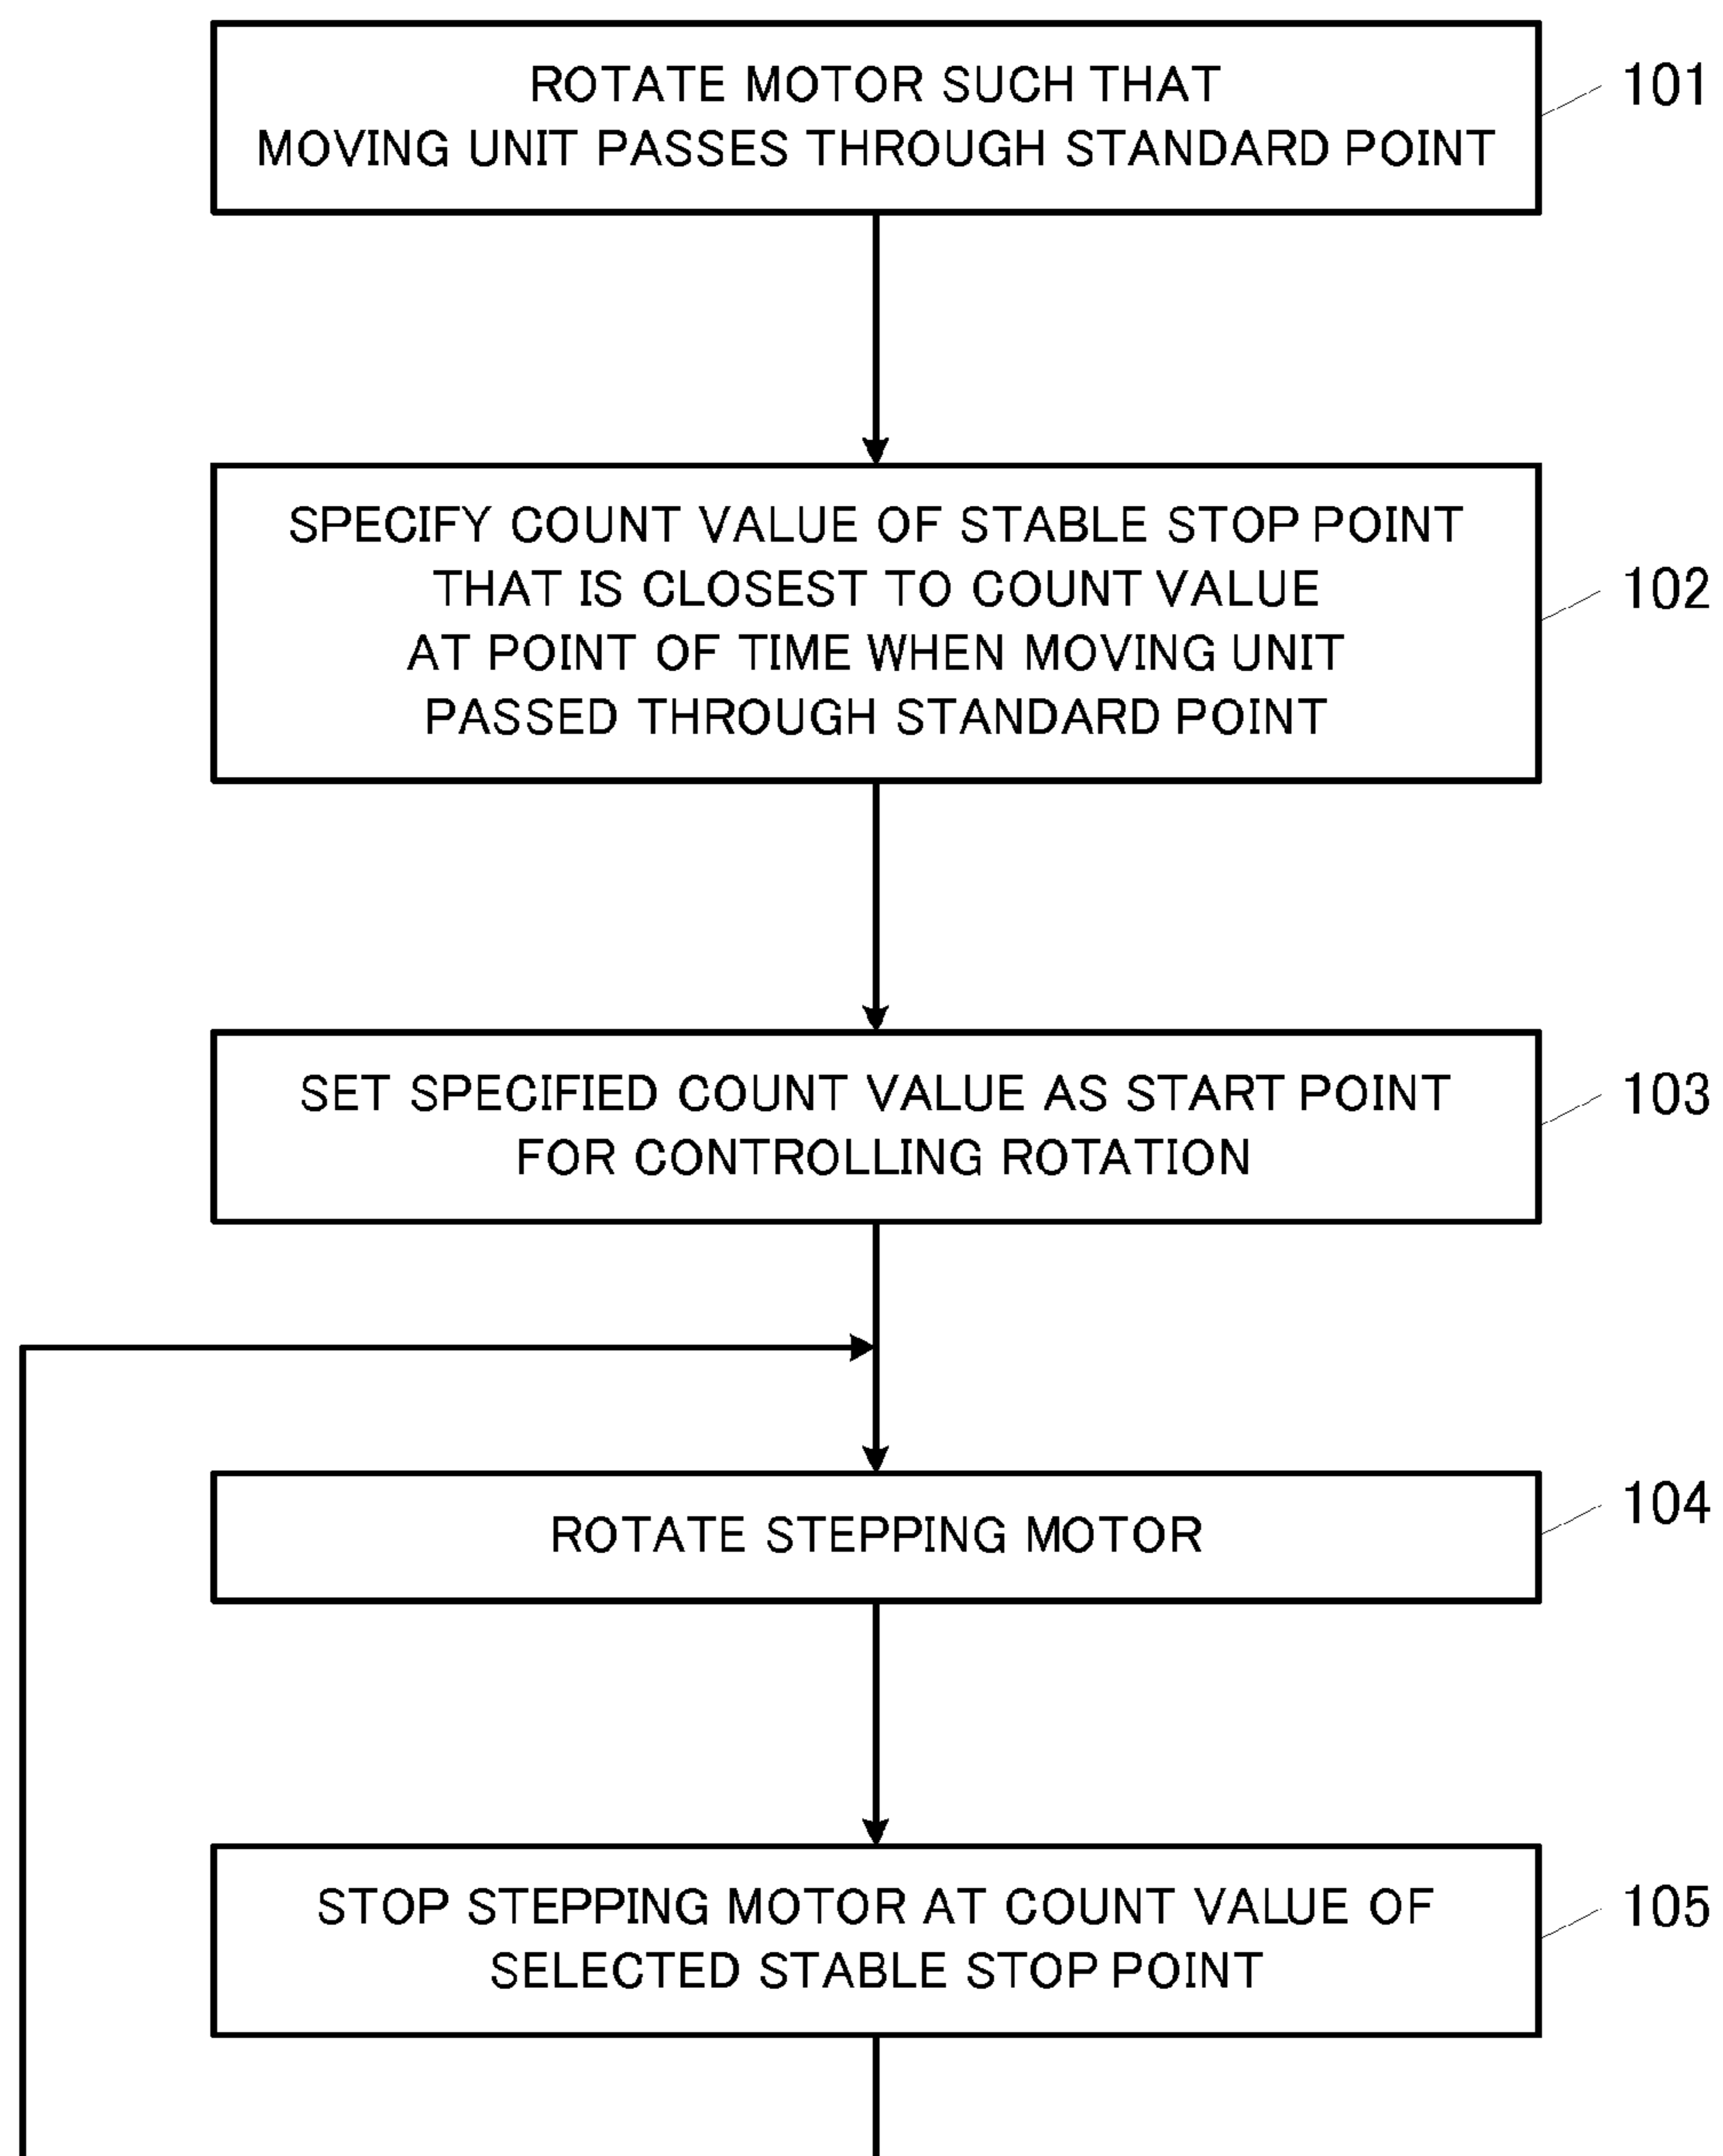 ROTATE MOTOR SUCH THAT
MOVING UNIT PASSES THROUGH STANDARD POINT
101
SPECIFY COUNT VALUE OF STABLE STOP POINT
THAT IS CLOSEST TO COUNT VALUE
AT POINT OF TIME WHEN MOVING UNIT
PASSED THROUGH STANDARD POINT
102
SET SPECIFIED COUNT VALUE AS START POINT
FOR CONTROLLING ROTATION
103
ROTATE STEPPING MOTOR
104
STOP STEPPING MOTOR AT COUNT VALUE OF
SELECTED STABLE STOP POINT
105